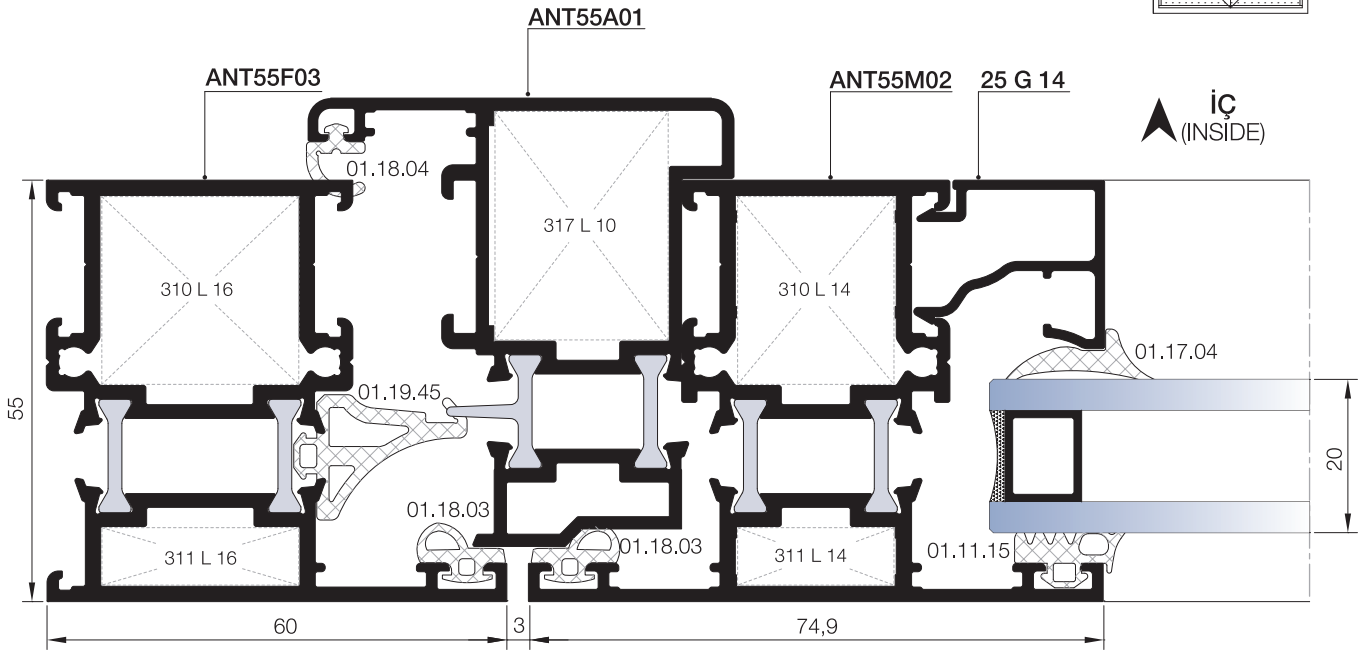 ANT55A01
ANT55F03
ANT55M02
25 G 14
İÇ
(INSIDE)
01.18.04
317 L 10
310 L 16
310 L 14
01.17.04
01.19.45
55
20
01.18.03
01.18.03
01.11.15
311 L 16
311 L 14
60
3
74,9